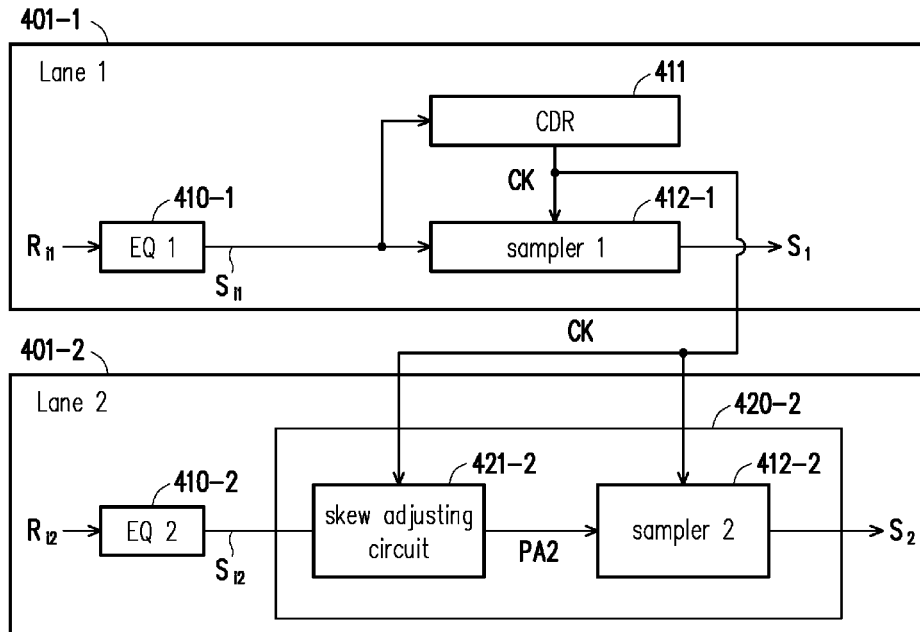 401-1
Lane 1
411
CDR
CK
410-1
412-1
R_i1
EQ 1
sampler 1
S_1
S_i1
CK
401-2
Lane 2
420-2
421-2
412-2
410-2
R_i2
EQ 2
skew adjusting
circuit
sampler 2
S_2
PA2
S_i2